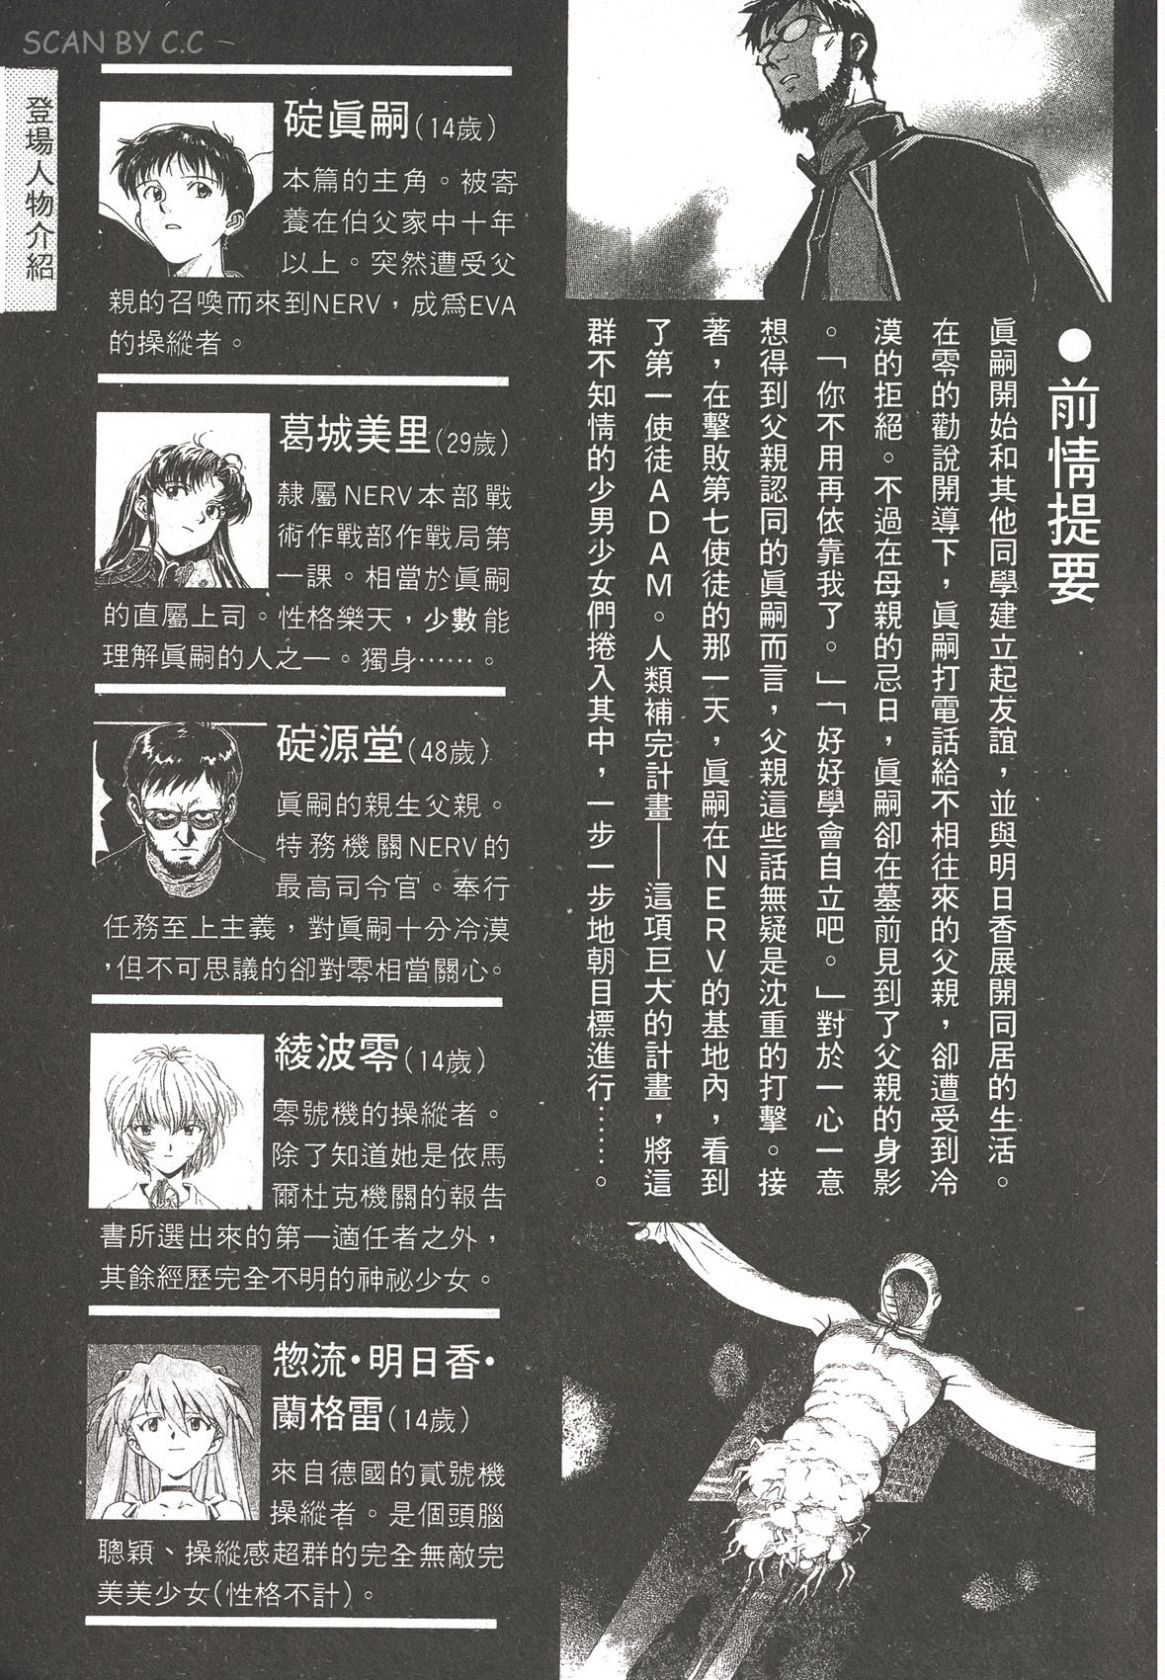 SCAN BY C.C
●前情提要
眞嗣開始和其他同學建立起友誼，並與明日香展開同居的生活。
在零的勸說開導下，眞嗣打電話給不相往來的父親，卻遭受到冷
漠的拒絕。不過在母親的忌日，眞嗣卻在墓前見到了父親的身影
。「你不用再依靠我了。」「好好學會自立吧。」對於一心一意
想得到父親認同的眞嗣而言，父親這些話無疑是沈重的打擊。接
著，在擊敗第七使徒的那一天，眞嗣在NERV的基地內，看到
了第一使徒ADAM。人類補完計畫──這項巨大的計畫，將這
群不知情的少男少女們捲入其中，一步一步地朝目標進行……。
登場人物介紹
碇眞嗣(14歲)
本篇的主角。被寄
養在伯父家中十年
以上。突然遭受父
親的召喚而來到NERV，成爲EVA
的操縱者。
葛城美里(29歲)
隸屬NERV本部戰
術作戰部作戰局第
一課。相當於眞嗣
的直屬上司。性格樂天，少數能
理解眞嗣的人之一。獨身……。
碇源堂(48歲)
眞嗣的親生父親。
特務機關NERV的
最高司令官。奉行
任務至上主義，對眞嗣十分冷漠
，但不可思議的卻對零相當關心。
綾波零(14歲)
零號機的操縱者。
除了知道她是依馬
爾杜克機關的報告
書所選出來的第一適任者之外，
其餘經歷完全不明的神祕少女。
惣流・明日香・
蘭格雷(14歲)
來自德國的貳號機
操縱者。是個頭腦
聰穎、操縱感超群的完全無敵完
美美少女(性格不計)。